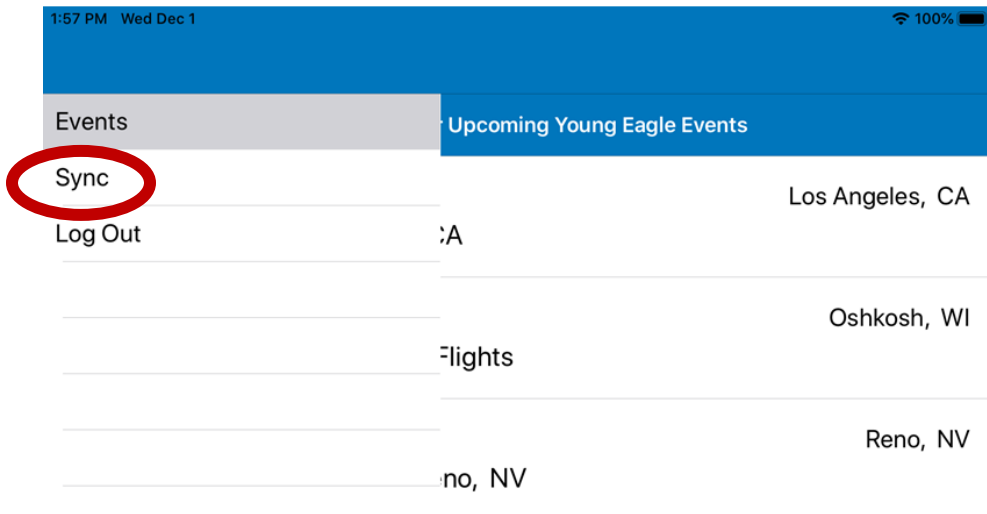 1:57 PM Wed Dec 1
100%
Events
Upcoming Young Eagle Events
Sync
Los Angeles, CA
Log Out
CA
Oshkosh, WI
Flights
Reno, NV
no, NV